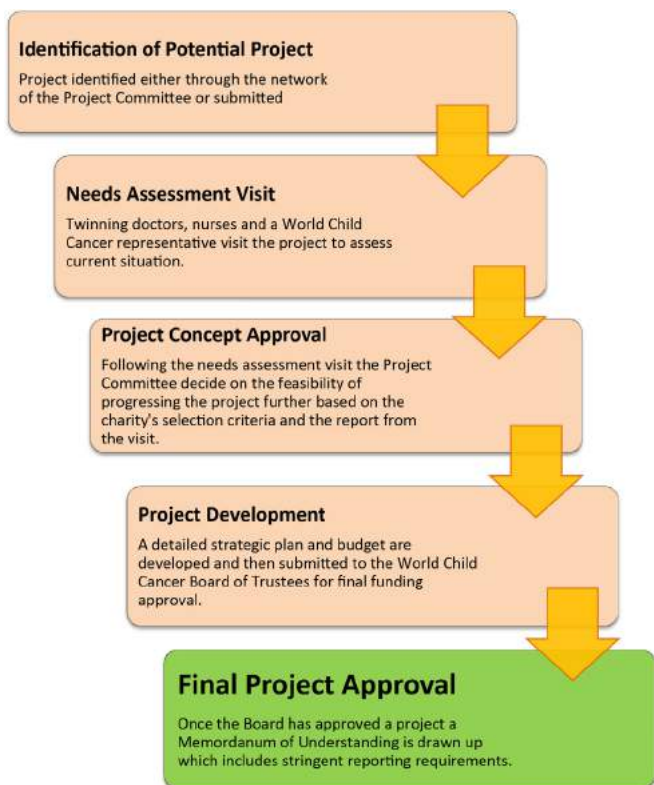 Identification of Potential Project
Project identified either through the network
of the Project Committee or submitted
Needs Assessment Visit
Twinning doctors, nurses and a World Child
Cancer representative visit the project to assess
current situation.
Project Concept Approval
Following the needs assessment visit the Project
Committee decide on the feasibility of
progressing the project further based on the
charity's selection criteria and the report from
the visit.
Project Development
A detailed strategic plan and budget are
developed and then submitted to the World Child
Cancer Board of Trustees for final funding
approval.
Final Project Approval
Once the Board has approved a project a
Memordanum of Understanding is drawn up
which includes stringent reporting requirements.